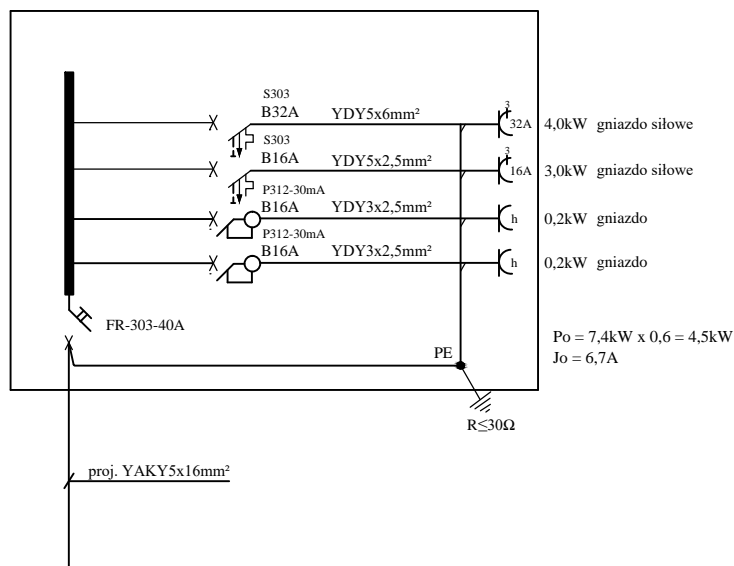 S303
B32A YDY5x6mm² 3 32A 4,0kW gniazdo siłowe
S303
B16A YDY5x2,5mm² 3 16A 3,0kW gniazdo siłowe
P312-30mA
B16A YDY3x2,5mm² h 0,2kW gniazdo
P312-30mA
B16A YDY3x2,5mm² h 0,2kW gniazdo
FR-303-40A
PE
Po = 7,4kW x 0,6 = 4,5kW
Jo = 6,7A
R≤30Ω
proj. YAKY5x16mm²